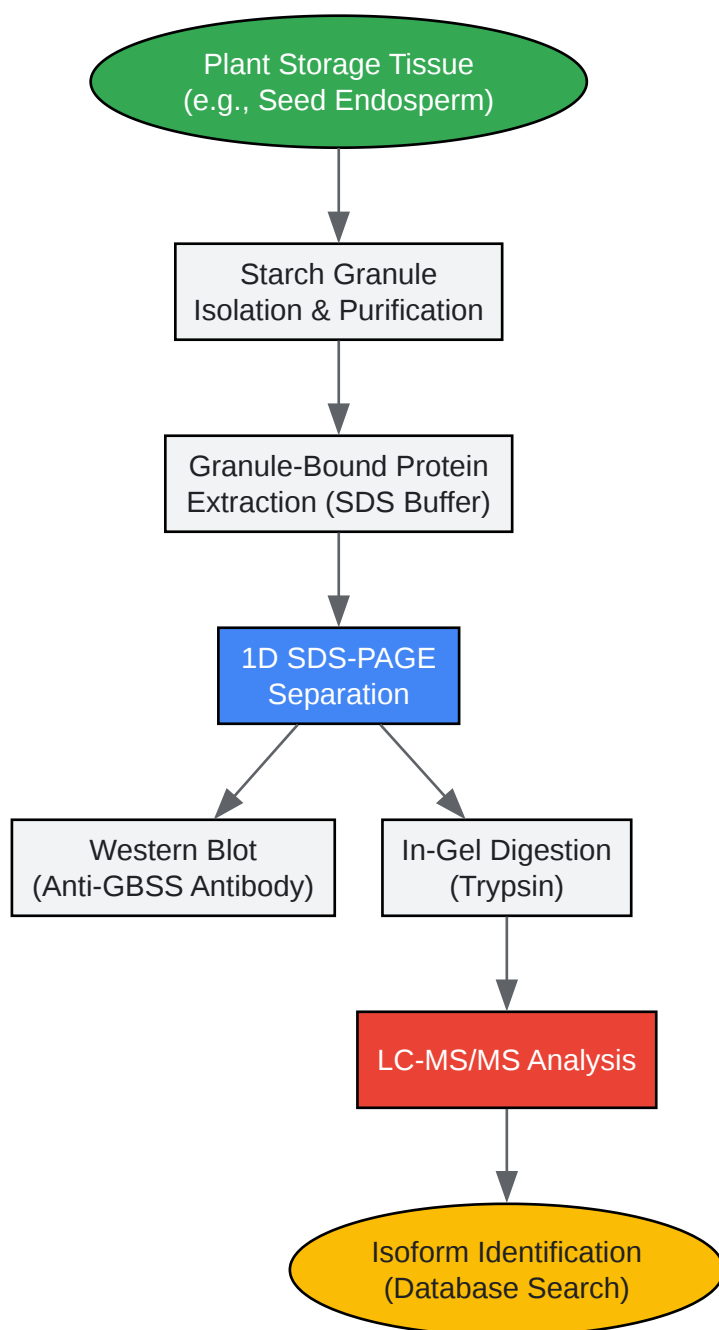 Plant Storage Tissue
(e.g., Seed Endosperm)
Starch Granule
Isolation & Purification
Granule-Bound Protein
Extraction (SDS Buffer)
1D SDS-PAGE
Separation
Western Blot
(Anti-GBSS Antibody)
In-Gel Digestion
(Trypsin)
LC-MS/MS Analysis
Isoform Identification
(Database Search)